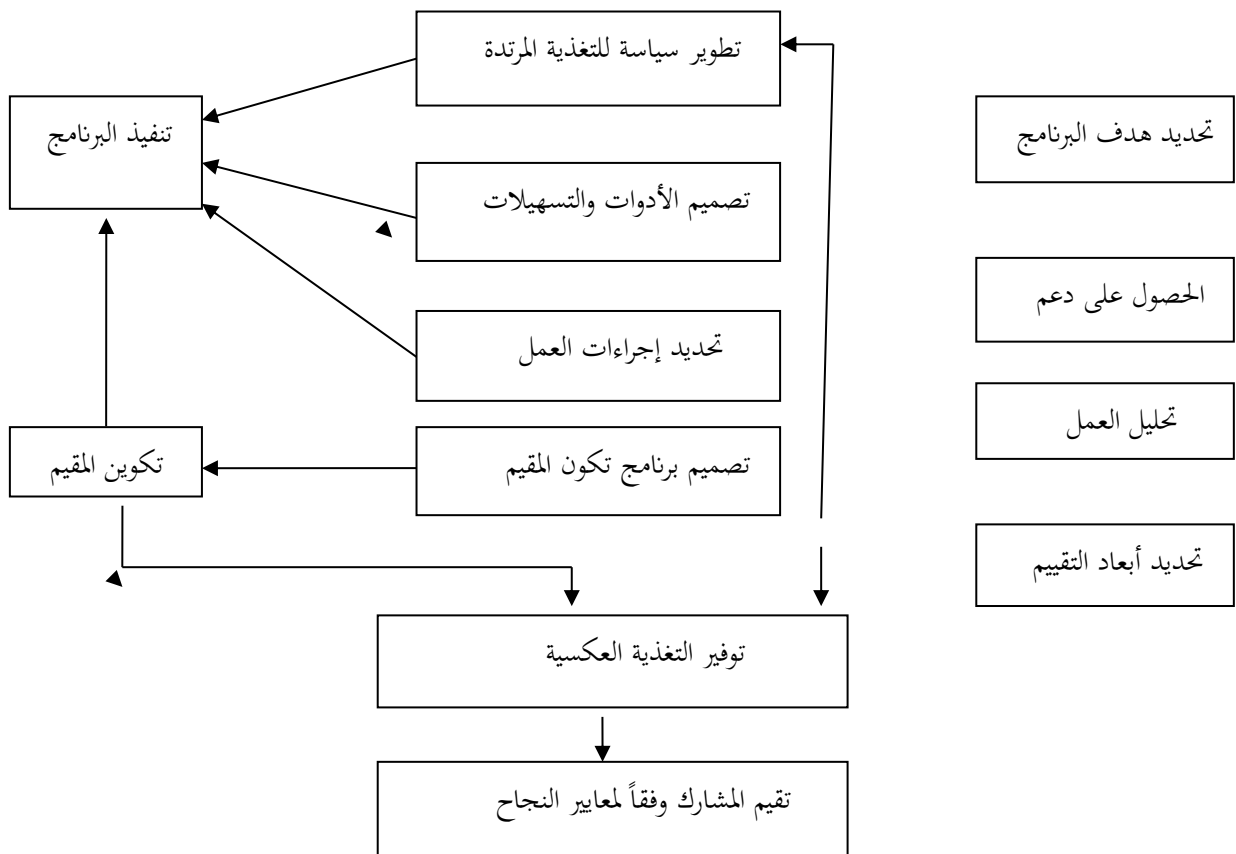 تطوير سياسة للتغذية المرتدة
تحديد هدف البرنامج
تنفيذ البرنامج
تصميم الأدوات والتسهيلات
الحصول على دعم
تحديد إجراءات العمل
تحليل العمل
تصميم برنامج تكون المقيم
تكوين المقيم
تحديد أبعاد التقييم
توفير التغذية العكسية
تقيم المشارك وفقاً لمعايير النجاح